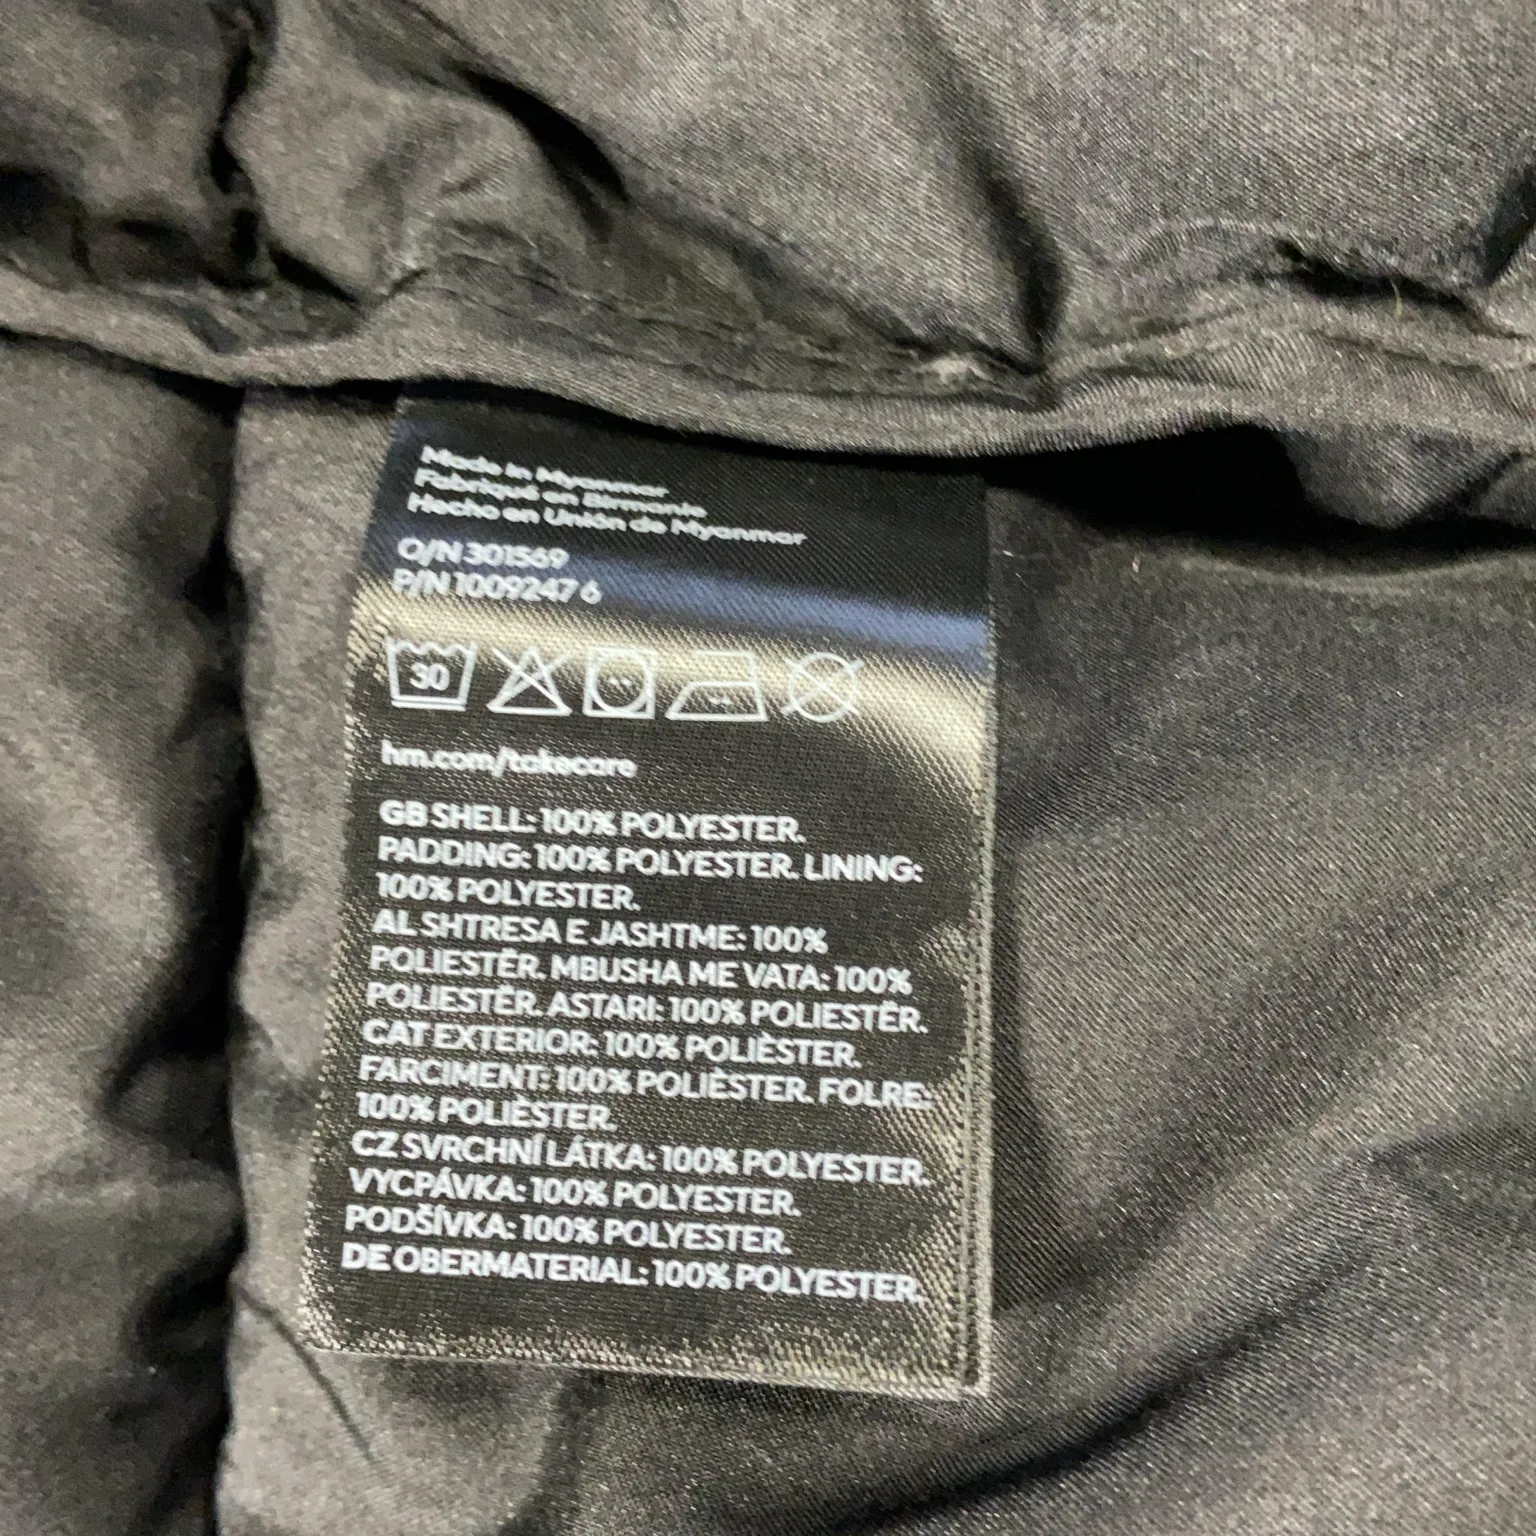 Made in Myanmar
Fabriqué en Birmanie
Hecho en Unión de Myanmar
O/N 301569
P/N 10092476
30
hm.com/takecare
GB SHELL: 100% POLYESTER.
PADDING: 100% POLYESTER. LINING:
100% POLYESTER.
AL SHTRESA E JASHTME: 100%
POLIESTËR. MBUSHA ME VATA: 100%
POLIESTËR. ASTARI: 100% POLIESTËR.
CAT EXTERIOR: 100% POLIÈSTER.
FARCIMENT: 100% POLIÈSTER. FOLRE:
100% POLIÈSTER.
CZ SVRCHNÍ LÁTKA: 100% POLYESTER.
VYCPÁVKA: 100% POLYESTER.
PODŠÍVKA: 100% POLYESTER.
DE OBERMATERIAL: 100% POLYESTER.